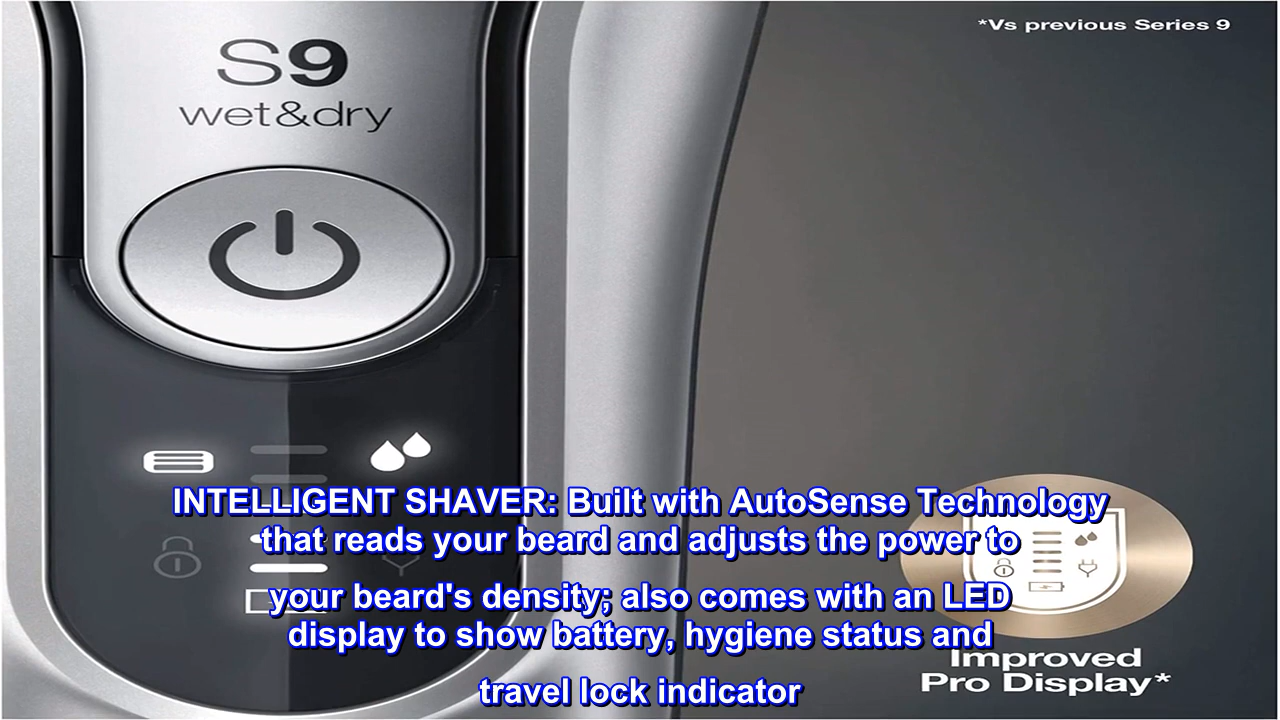 *Vs previous Series 9
S9
wet&dry
INTELLIGENT SHAVER: Built with AutoSense Technology
that reads your beard and adjusts the power to
your beard's density; also comes with an LED
display to show battery, hygiene status and
travel lock indicator
Improved
Pro Display*